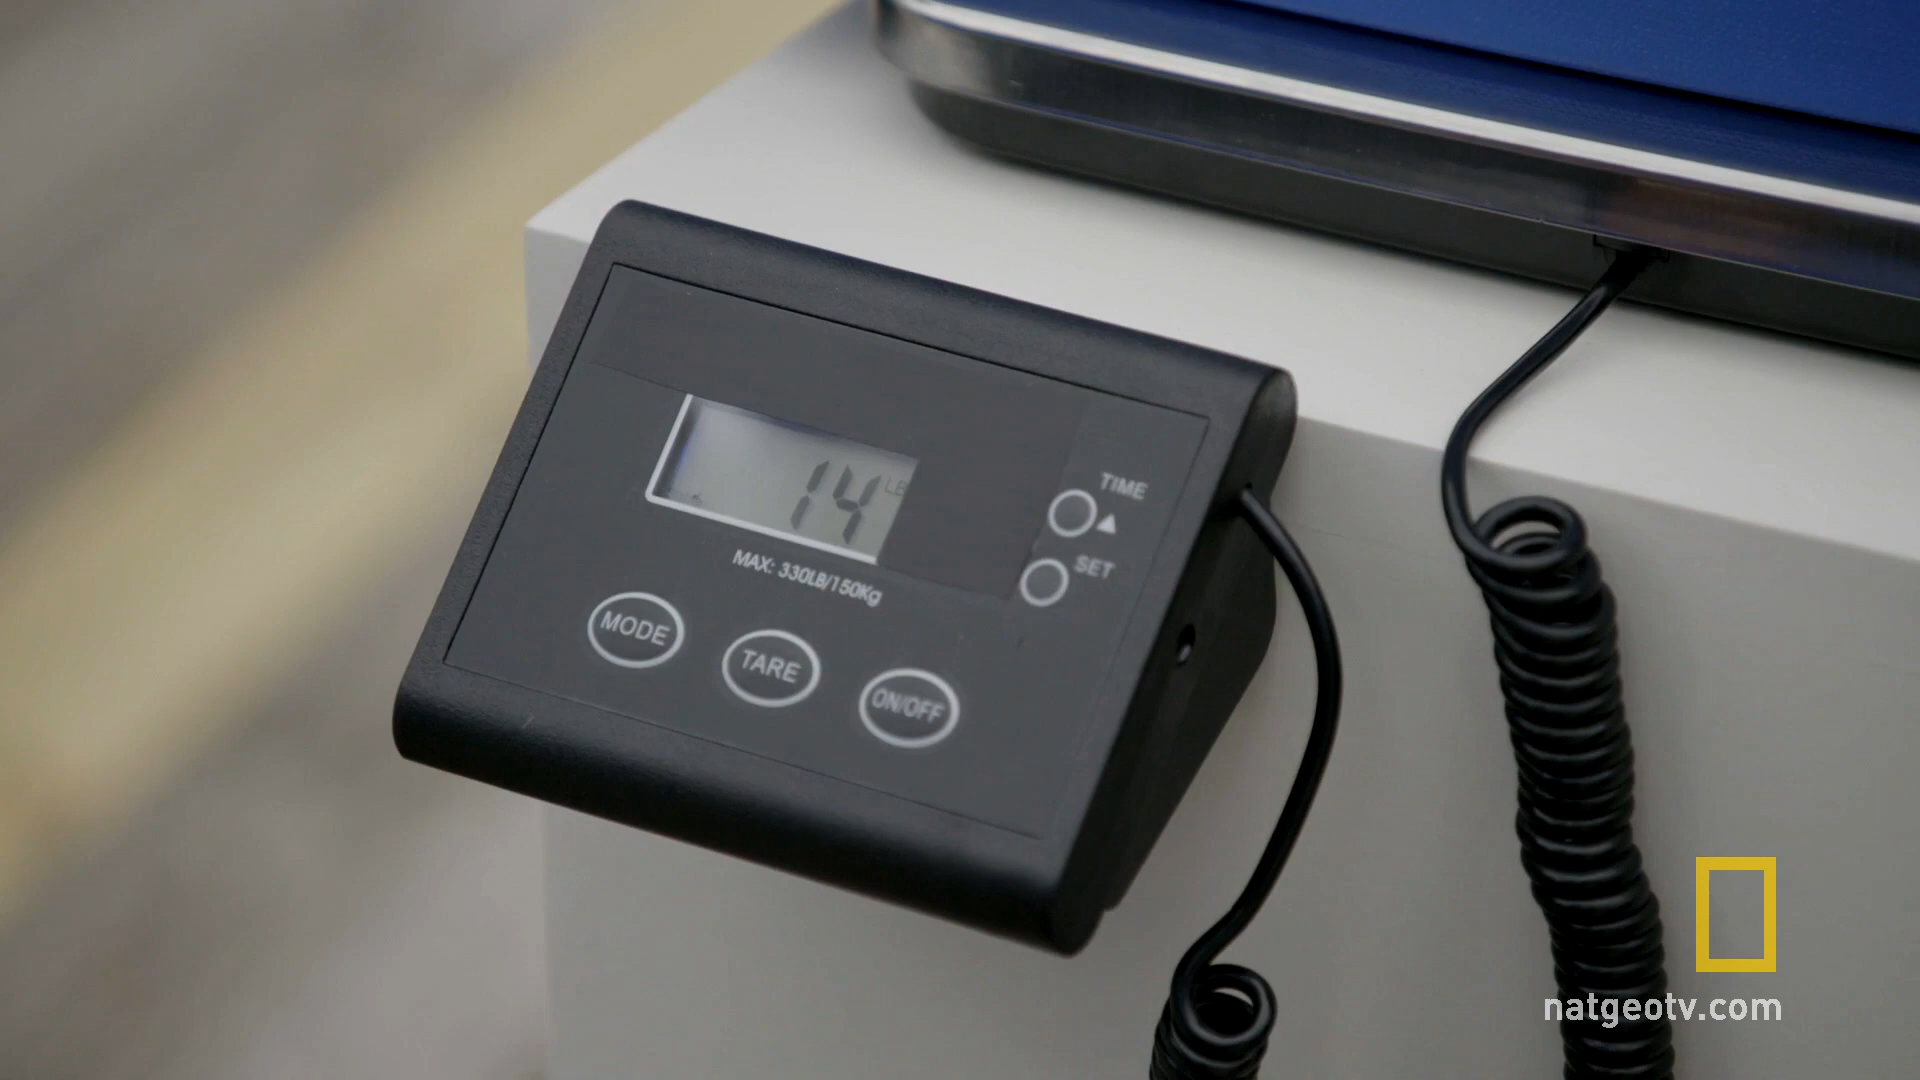 14 LB
MAX: 330LB/150Kg
TIME
SET
MODE
TARE
ON/OFF
natgeotv.com